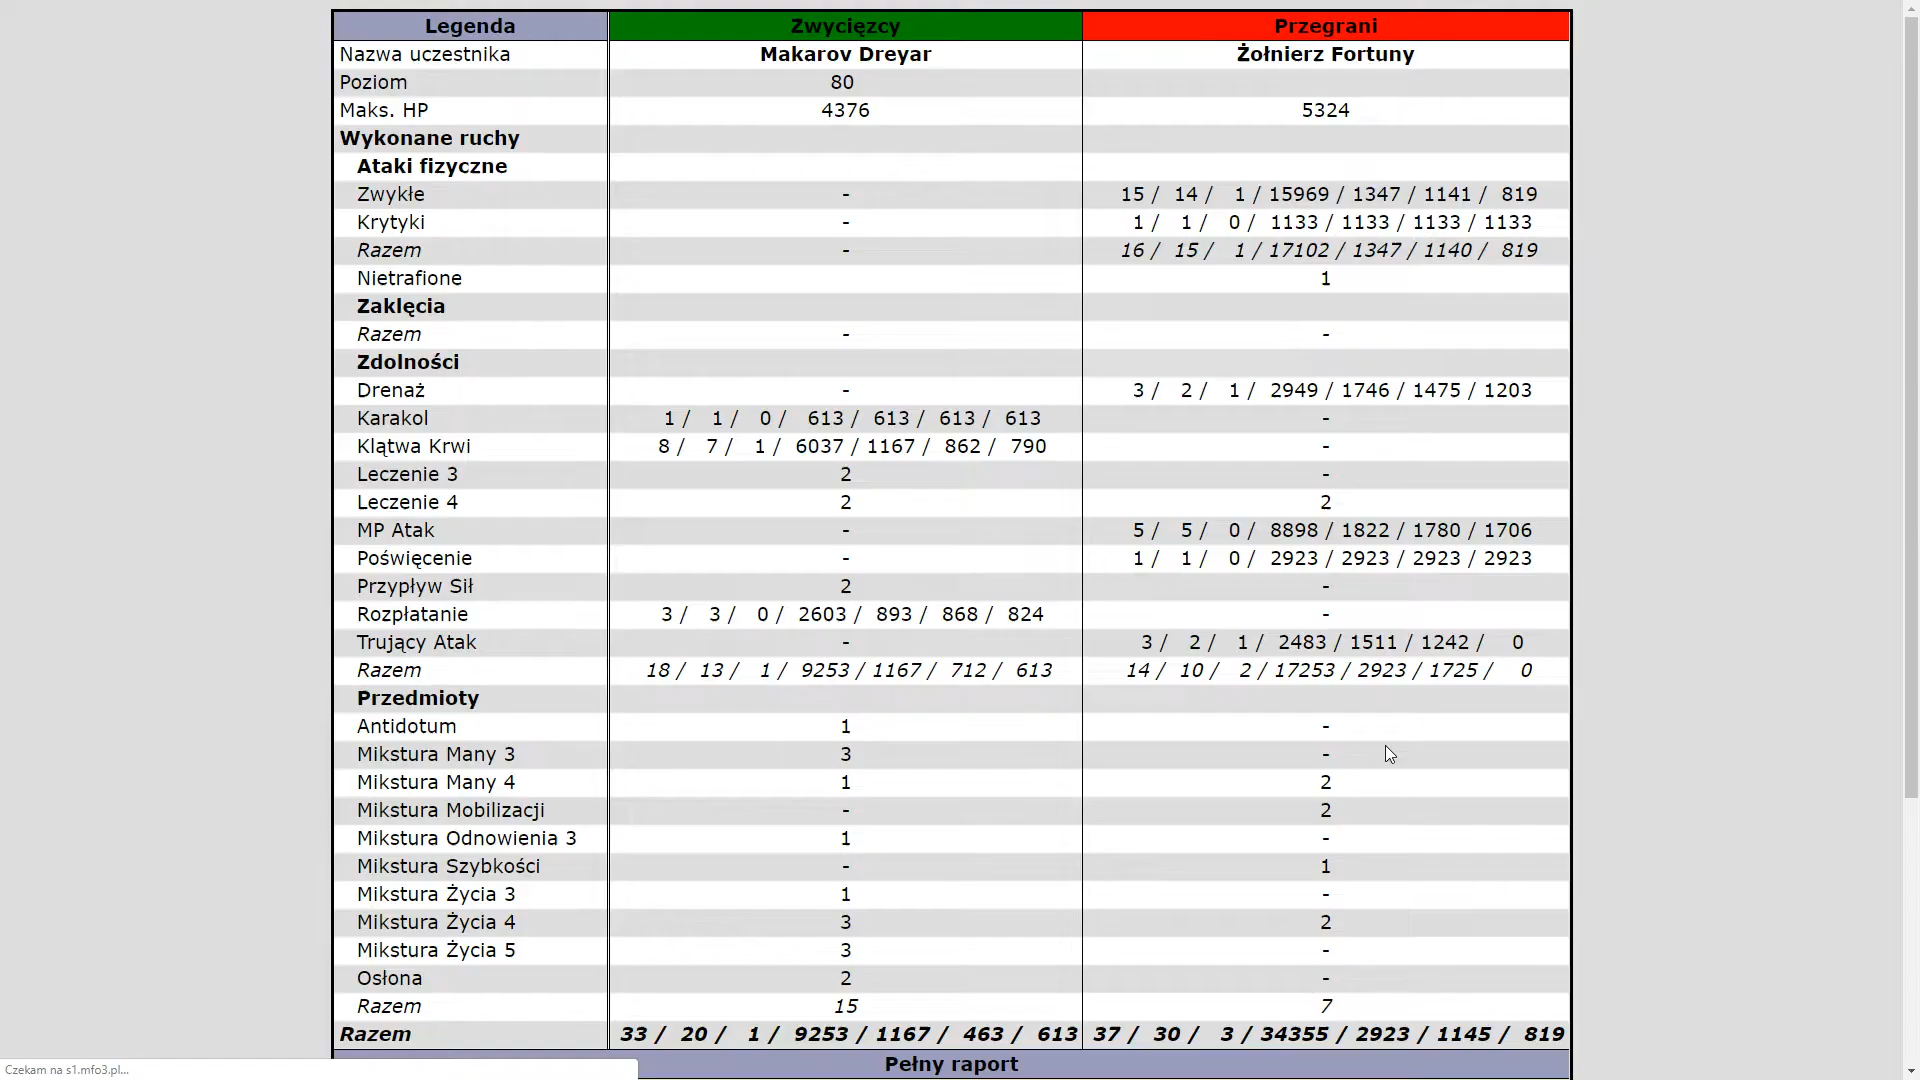 Legenda Zwycięzcy Przegrani
Nazwa uczestnika Makarov Dreyar Żołnierz Fortuny
Poziom 80
Maks. HP 4376 5324
Wykonane ruchy
Ataki fizyczne
Zwykłe - 15 / 14 / 1 / 15969 / 1347 / 1141 / 819
Krytyki - 1 / 1 / 0 / 1133 / 1133 / 1133 / 1133
Razem - 16 / 15 / 1 / 17102 / 1347 / 1140 / 819
Nietrafione 1
Zaklęcia
Razem - -
Zdolności
Drenaż - 3 / 2 / 1 / 2949 / 1746 / 1475 / 1203
Karakol 1 / 1 / 0 / 613 / 613 / 613 / 613 -
Klątwa Krwi 8 / 7 / 1 / 6037 / 1167 / 862 / 790 -
Leczenie 3 2 -
Leczenie 4 2 2
MP Atak - 5 / 5 / 0 / 8898 / 1822 / 1780 / 1706
Poświęcenie - 1 / 1 / 0 / 2923 / 2923 / 2923 / 2923
Przypływ Sił 2 -
Rozpłatanie 3 / 3 / 0 / 2603 / 893 / 868 / 824 -
Trujący Atak - 3 / 2 / 1 / 2483 / 1511 / 1242 / 0
Razem 18 / 13 / 1 / 9253 / 1167 / 712 / 613 14 / 10 / 2 / 17253 / 2923 / 1725 / 0
Przedmioty
Antidotum 1 -
Mikstura Many 3 3 -
Mikstura Many 4 1 2
Mikstura Mobilizacji - 2
Mikstura Odnowienia 3 1 -
Mikstura Szybkości - 1
Mikstura Życia 3 1 -
Mikstura Życia 4 3 2
Mikstura Życia 5 3 -
Osłona 2 -
Razem 15 7
Razem 33 / 20 / 1 / 9253 / 1167 / 463 / 613 37 / 30 / 3 / 34355 / 2923 / 1145 / 819
Pełny raport
Czekam na s1.mfo3.pl...